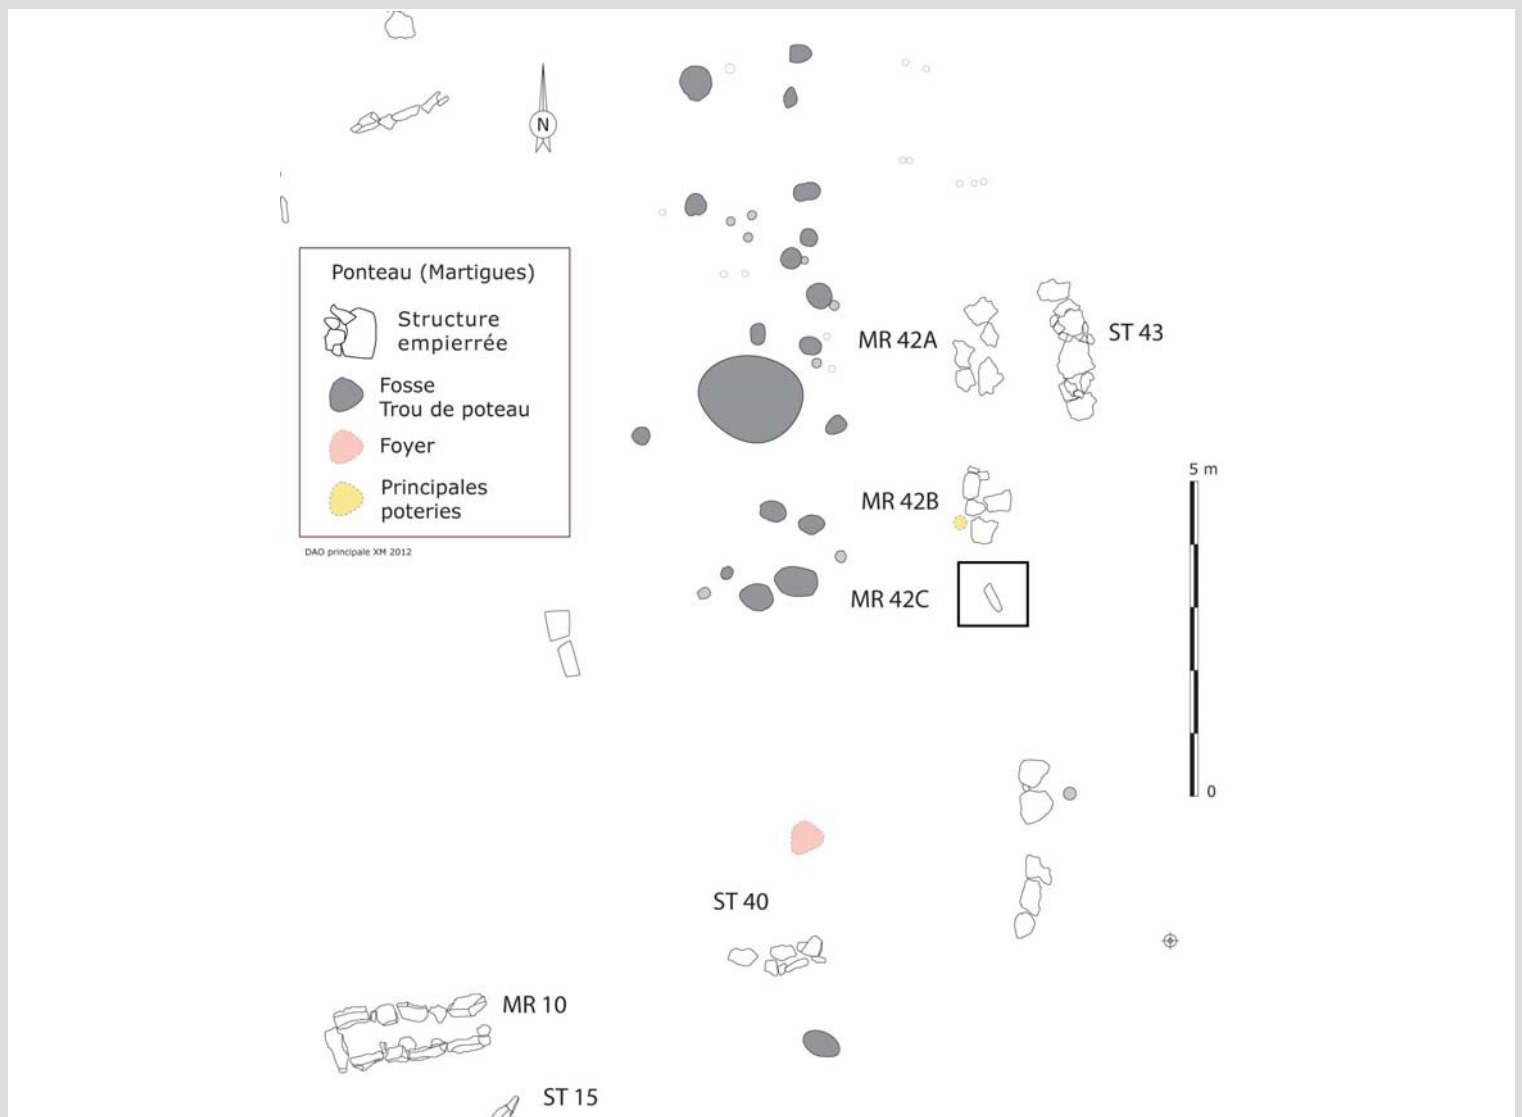 N
Ponteau (Martigues)
Structure
empierrée
Fosse
Trou de poteau
Foyer
Principales
poteries
DAO principale XM 2012
MR 42A
ST 43
5 m
MR 42B
MR 42C
0
ST 40
MR 10
ST 15